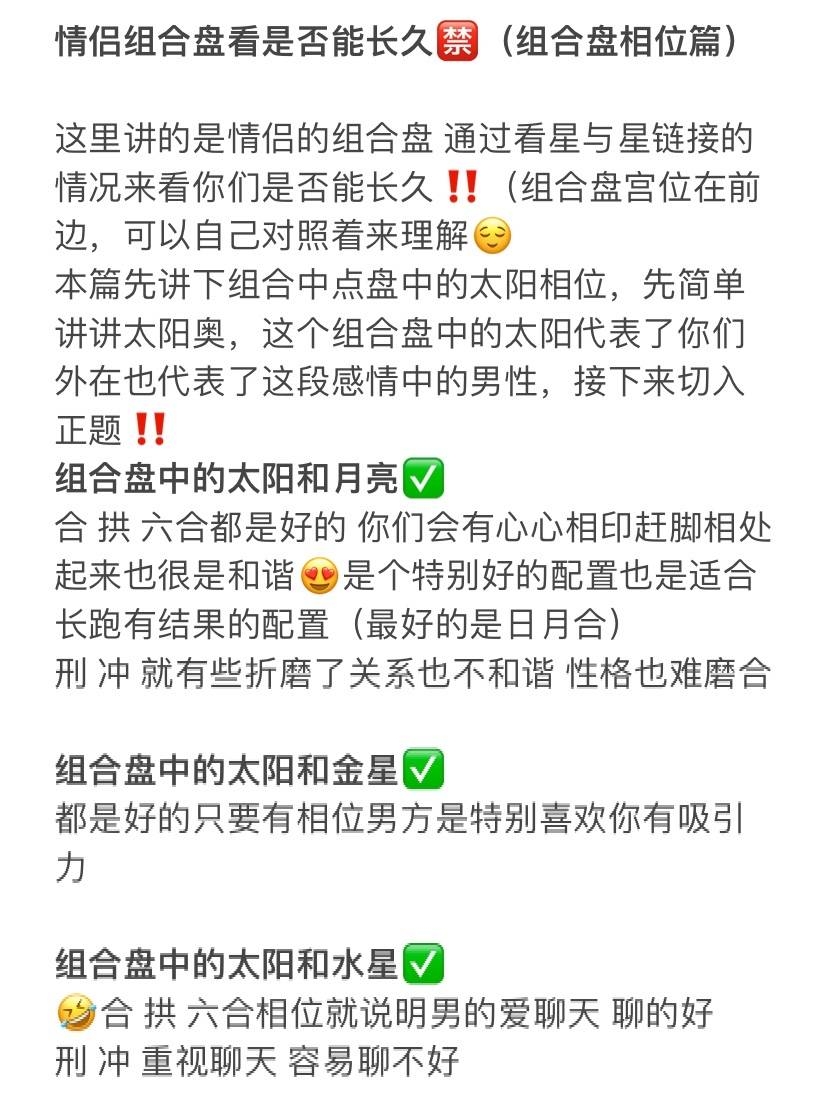 情侣组合盘看是否能长久🈲（组合盘相位篇）
这里讲的是情侣的组合盘 通过看星与星链接的
情况来看你们是否能长久‼️（组合盘宫位在前
边，可以自己对照着来理解😌
本篇先讲下组合中点盘中的太阳相位，先简单
讲讲太阳奥，这个组合盘中的太阳代表了你们
外在也代表了这段感情中的男性，接下来切入
正题‼️
组合盘中的太阳和月亮✅
合 拱 六合都是好的 你们会有心心相印赶脚相处
起来也很是和谐😍是个特别好的配置也是适合
长跑有结果的配置（最好的是日月合）
刑 冲 就有些折磨了关系也不和谐 性格也难磨合
组合盘中的太阳和金星✅
都是好的只要有相位男方是特别喜欢你有吸引
力
组合盘中的太阳和水星✅
🤣合 拱 六合相位就说明男的爱聊天 聊的好
刑 冲 重视聊天 容易聊不好